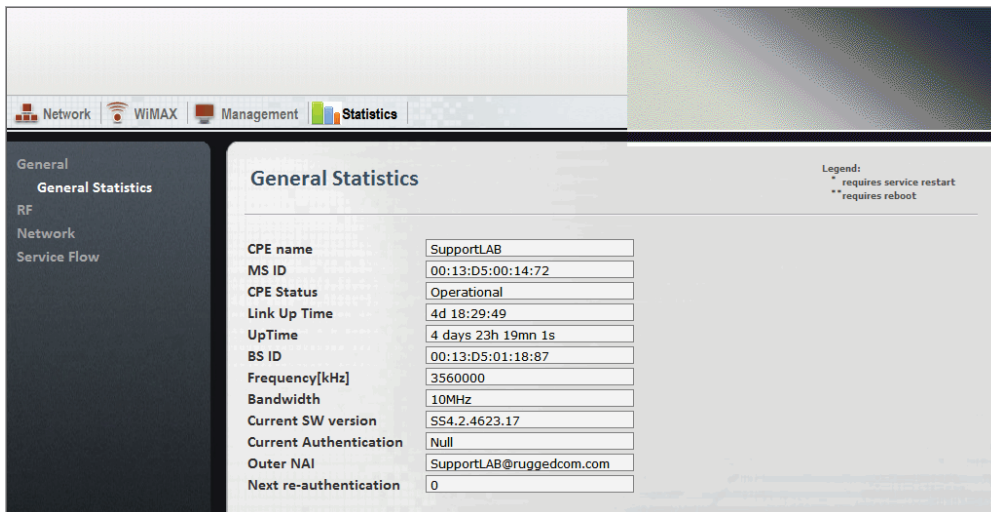 Network WiMAX Management Statistics
General
General Statistics
RF
Network
Service Flow
General Statistics
Legend:
* requires service restart
** requires reboot
CPE name SupportLAB
MS ID 00:13:D5:00:14:72
CPE Status Operational
Link Up Time 4d 18:29:49
UpTime 4 days 23h 19mn 1s
BS ID 00:13:D5:01:18:87
Frequency[kHz] 3560000
Bandwidth 10MHz
Current SW version SS4.2.4623.17
Current Authentication Null
Outer NAI SupportLAB@ruggedcom.com
Next re-authentication 0